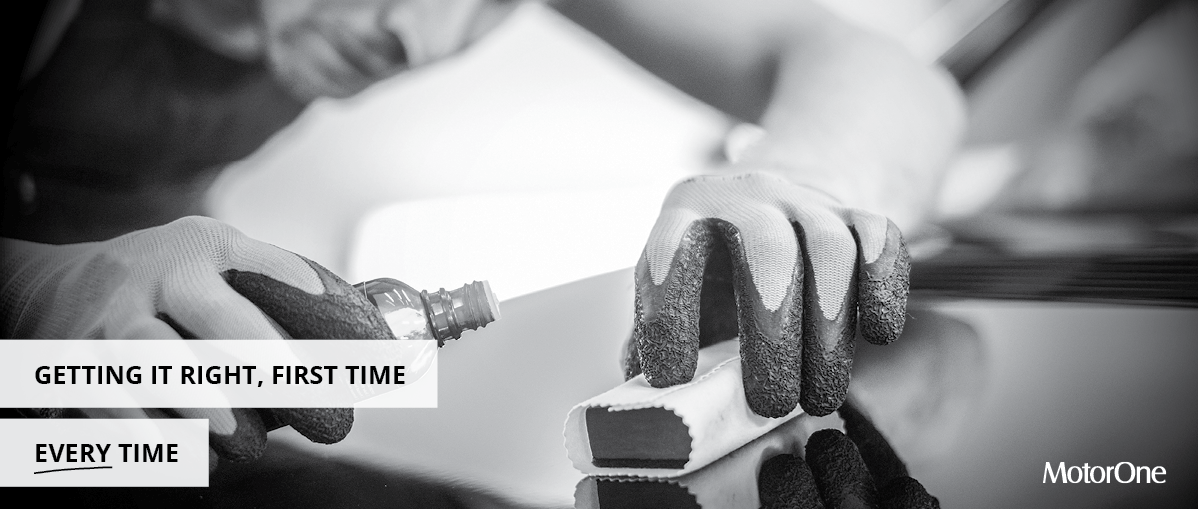 GETTING IT RIGHT, FIRST TIME
EVERY TIME
MotorOne